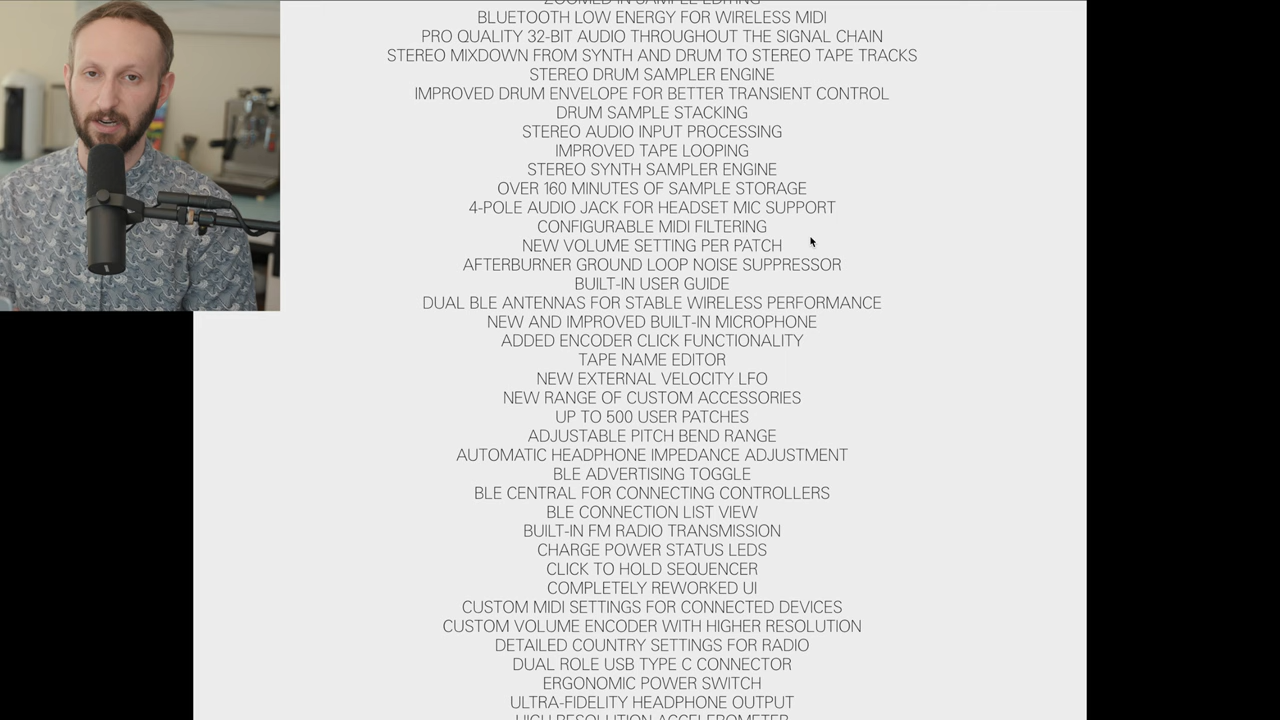 ZOOMED IN SAMPLE EDITING
BLUETOOTH LOW ENERGY FOR WIRELESS MIDI
PRO QUALITY 32-BIT AUDIO THROUGHOUT THE SIGNAL CHAIN
STEREO MIXDOWN FROM SYNTH AND DRUM TO STEREO TAPE TRACKS
STEREO DRUM SAMPLER ENGINE
IMPROVED DRUM ENVELOPE FOR BETTER TRANSIENT CONTROL
DRUM SAMPLE STACKING
STEREO AUDIO INPUT PROCESSING
IMPROVED TAPE LOOPING
STEREO SYNTH SAMPLER ENGINE
OVER 160 MINUTES OF SAMPLE STORAGE
4-POLE AUDIO JACK FOR HEADSET MIC SUPPORT
CONFIGURABLE MIDI FILTERING
NEW VOLUME SETTING PER PATCH
AFTERBURNER GROUND LOOP NOISE SUPPRESSOR
BUILT-IN USER GUIDE
DUAL BLE ANTENNAS FOR STABLE WIRELESS PERFORMANCE
NEW AND IMPROVED BUILT-IN MICROPHONE
ADDED ENCODER CLICK FUNCTIONALITY
TAPE NAME EDITOR
NEW EXTERNAL VELOCITY LFO
NEW RANGE OF CUSTOM ACCESSORIES
UP TO 500 USER PATCHES
ADJUSTABLE PITCH BEND RANGE
AUTOMATIC HEADPHONE IMPEDANCE ADJUSTMENT
BLE ADVERTISING TOGGLE
BLE CENTRAL FOR CONNECTING CONTROLLERS
BLE CONNECTION LIST VIEW
BUILT-IN FM RADIO TRANSMISSION
CHARGE POWER STATUS LEDS
CLICK TO HOLD SEQUENCER
COMPLETELY REWORKED UI
CUSTOM MIDI SETTINGS FOR CONNECTED DEVICES
CUSTOM VOLUME ENCODER WITH HIGHER RESOLUTION
DETAILED COUNTRY SETTINGS FOR RADIO
DUAL ROLE USB TYPE C CONNECTOR
ERGONOMIC POWER SWITCH
ULTRA-FIDELITY HEADPHONE OUTPUT
HIGH RESOLUTION ACCELEROMETER